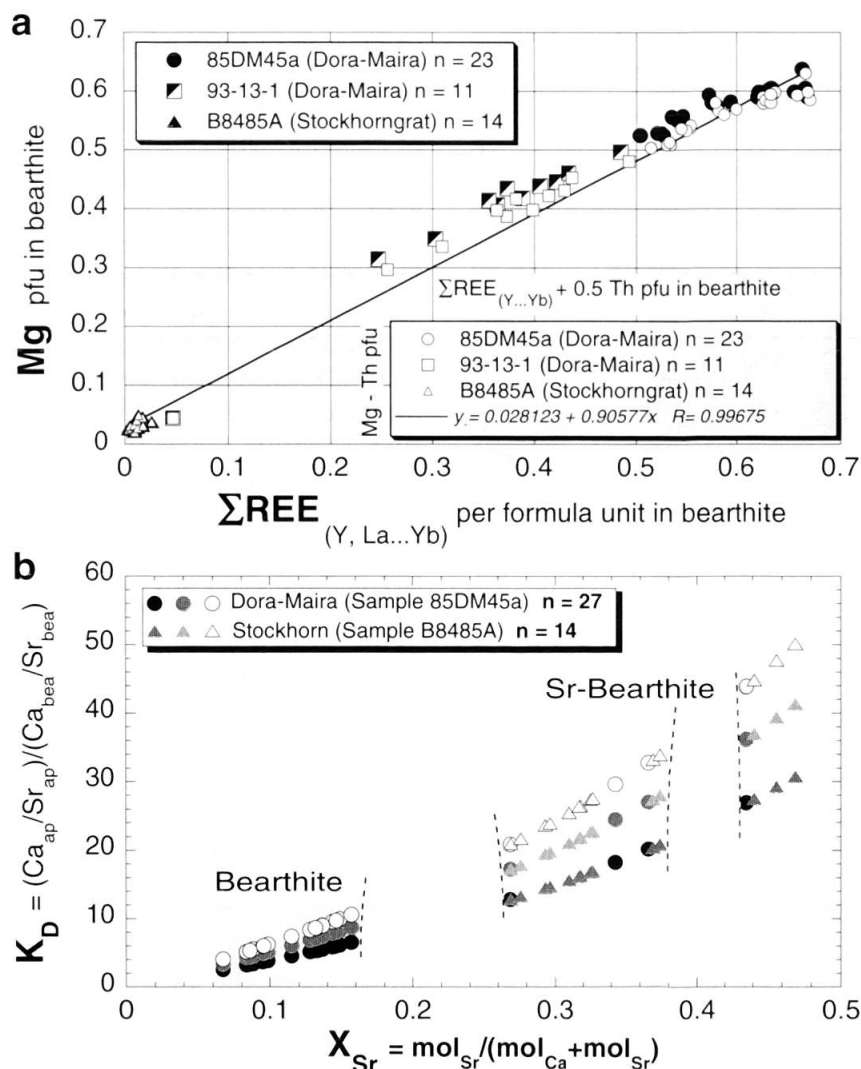 a
0.7
0.6
0.5
0.4
0.3
0.2
0.1
0
Mg pfu in bearthite
85DM45a (Dora-Maira) n = 23
93-13-1 (Dora-Maira) n = 11
B8485A (Stockhorngrat) n = 14
ΣREE(Y...Yb) + 0.5 Th pfu in bearthite
Mg - Th pfu
85DM45a (Dora-Maira) n = 23
93-13-1 (Dora-Maira) n = 11
B8485A (Stockhorngrat) n = 14
y = 0.028123 + 0.90577x R= 0.99675
0 0.1 0.2 0.3 0.4 0.5 0.6 0.7
ΣREE(Y, La...Yb) per formula unit in bearthite
b
60
50
40
30
20
10
0
KD = (Caap/Srap)/(Cabea/Srbea)
Dora-Maira (Sample 85DM45a) n = 27
Stockhorn (Sample B8485A) n = 14
Sr-Bearthite
Bearthite
0 0.1 0.2 0.3 0.4 0.5
XSr = molSr/(molCa+molSr)